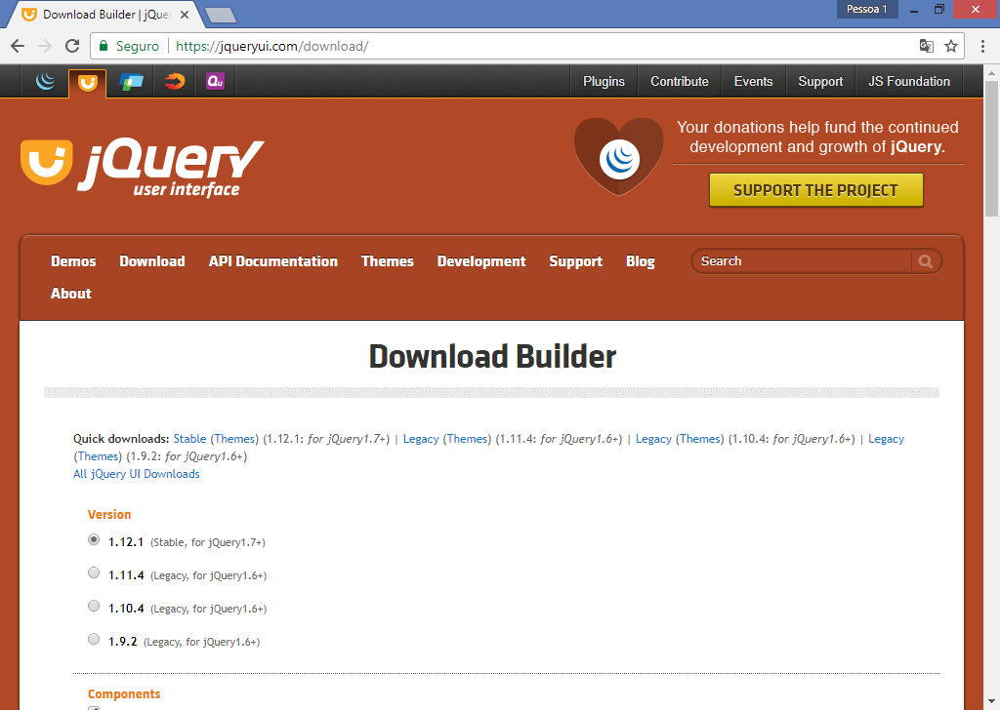 Download Builder | jQue
Pessoa 1
Seguro https://jqueryui.com/download/
Qu Plugins Contribute Events Support JS Foundation
jQuery
user interface
Your donations help fund the continued
development and growth of jQuery.
SUPPORT THE PROJECT
Demos Download API Documentation Themes Development Support Blog Search
About
Download Builder
Quick downloads: Stable (Themes) (1.12.1: for jQuery1.7+) | Legacy (Themes) (1.11.4: for jQuery1.6+) | Legacy (Themes) (1.10.4: for jQuery1.6+) | Legacy
(Themes) (1.9.2: for jQuery1.6+)
All jQuery UI Downloads
Version
1.12.1 (Stable, for jQuery1.7+)
1.11.4 (Legacy, for jQuery1.6+)
1.10.4 (Legacy, for jQuery1.6+)
1.9.2 (Legacy, for jQuery1.6+)
Components